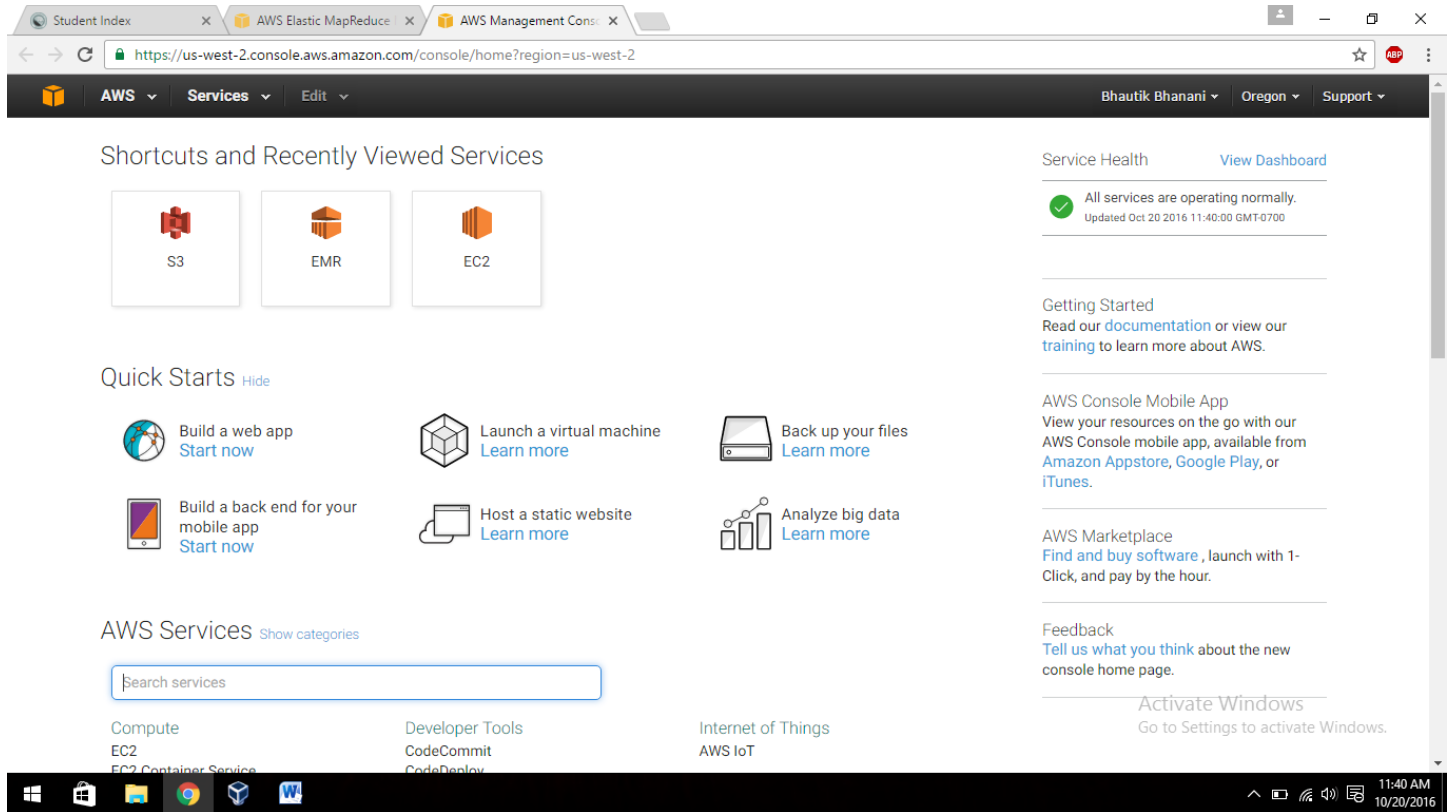 Student Index
AWS Elastic MapReduce
AWS Management Conso
https://us-west-2.console.aws.amazon.com/console/home?region=us-west-2
ABP
AWS Services Edit
Bhautik Bhanani Oregon Support
Shortcuts and Recently Viewed Services
S3
EMR
EC2
Quick Starts Hide
Build a web app
Start now
Launch a virtual machine
Learn more
Back up your files
Learn more
Build a back end for your
mobile app
Start now
Host a static website
Learn more
Analyze big data
Learn more
AWS Services Show categories
Search services
Compute
EC2
EC2 Container Service
Developer Tools
CodeCommit
CodeDeploy
Internet of Things
AWS IoT
Service Health View Dashboard
All services are operating normally.
Updated Oct 20 2016 11:40:00 GMT-0700
Getting Started
Read our documentation or view our
training to learn more about AWS.
AWS Console Mobile App
View your resources on the go with our
AWS Console mobile app, available from
Amazon Appstore, Google Play, or
iTunes.
AWS Marketplace
Find and buy software , launch with 1-
Click, and pay by the hour.
Feedback
Tell us what you think about the new
console home page.
Activate Windows
Go to Settings to activate Windows.
11:40 AM
10/20/2016